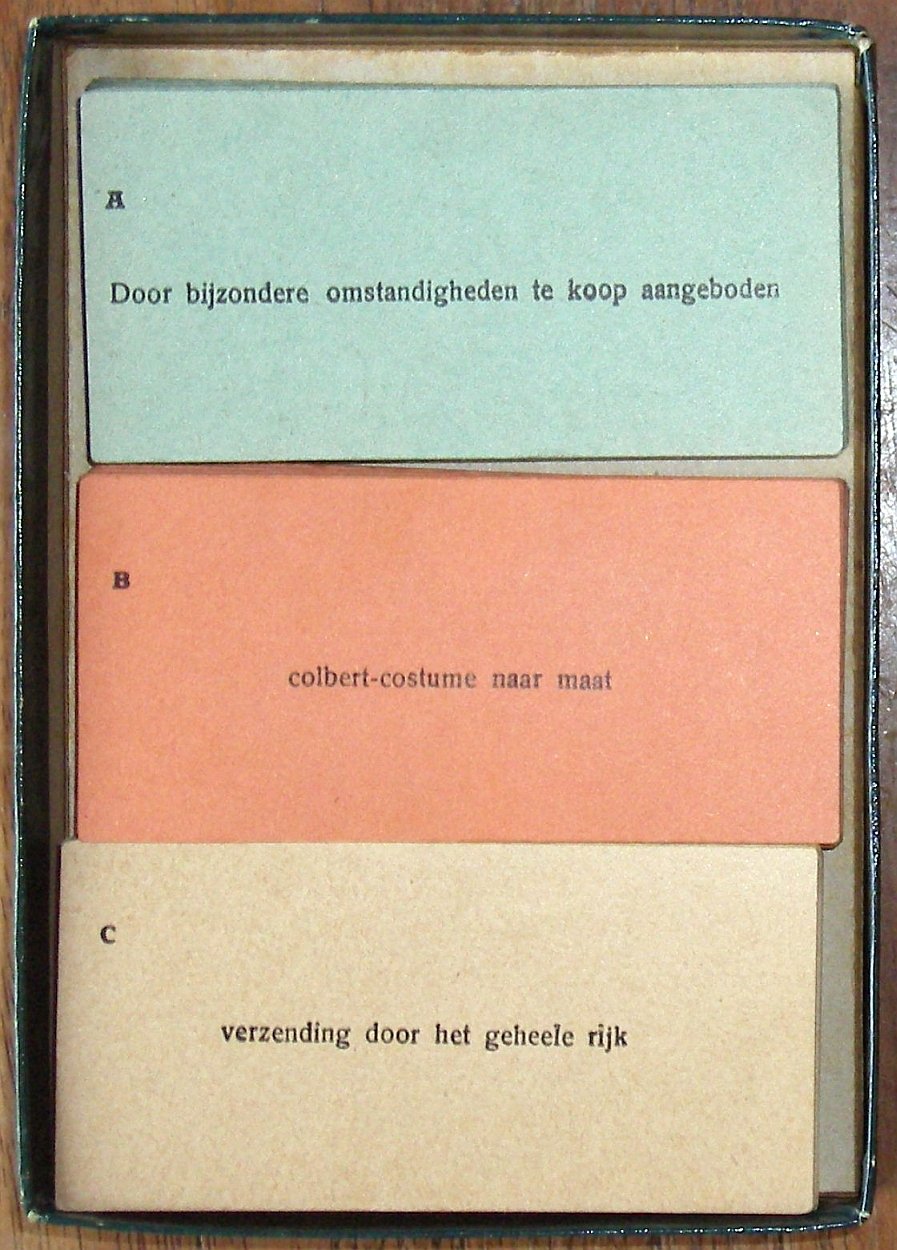 A
Door bijzondere omstandigheden te koop aangeboden
B
colbert-costume naar maat
C
verzending door het geheele rijk